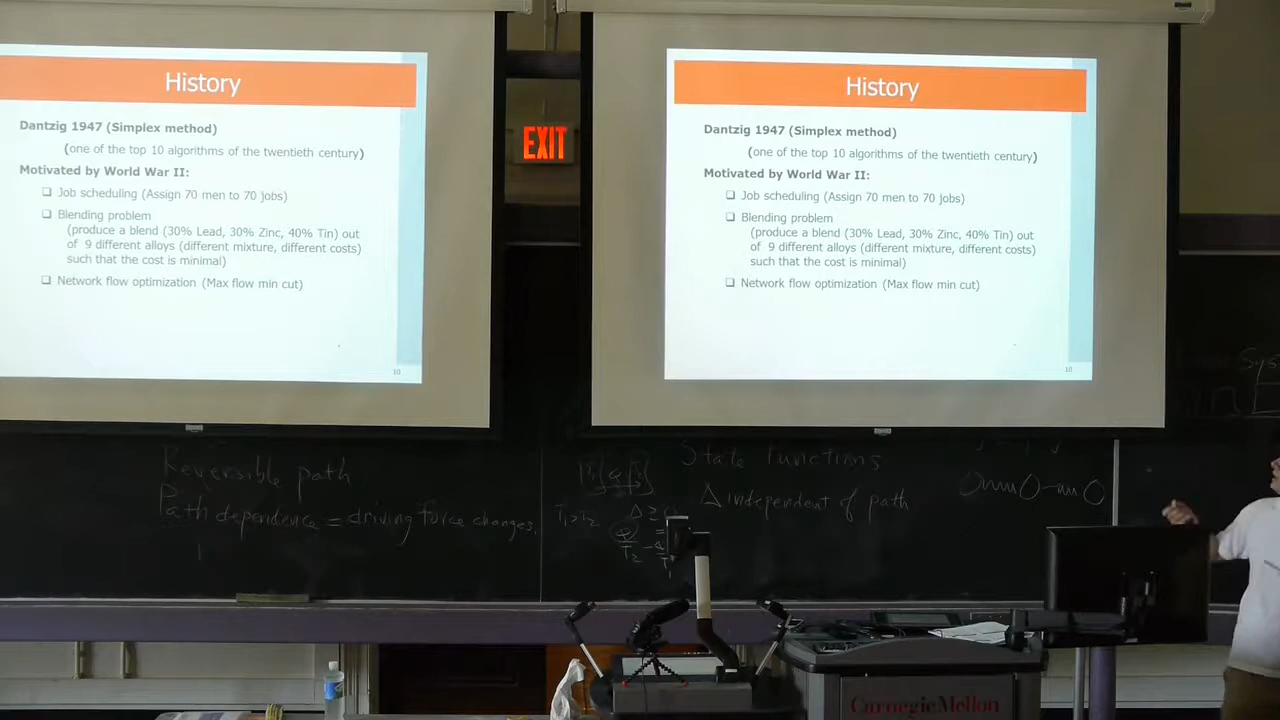 History
Dantzig 1947 (Simplex method)
(one of the top 10 algorithms of the twentieth century)
Motivated by World War II:
❑ Job scheduling (Assign 70 men to 70 jobs)
❑ Blending problem
(produce a blend (30% Lead, 30% Zinc, 40% Tin) out
of 9 different alloys (different mixture, different costs)
such that the cost is minimal)
❑ Network flow optimization (Max flow min cut)
10
EXIT
History
Dantzig 1947 (Simplex method)
(one of the top 10 algorithms of the twentieth century)
Motivated by World War II:
❑ Job scheduling (Assign 70 men to 70 jobs)
❑ Blending problem
(produce a blend (30% Lead, 30% Zinc, 40% Tin) out
of 9 different alloys (different mixture, different costs)
such that the cost is minimal)
❑ Network flow optimization (Max flow min cut)
10
Reversible path
Path dependence = driving force changes.
State functions
Δ independent of path
Carnegie Mellon